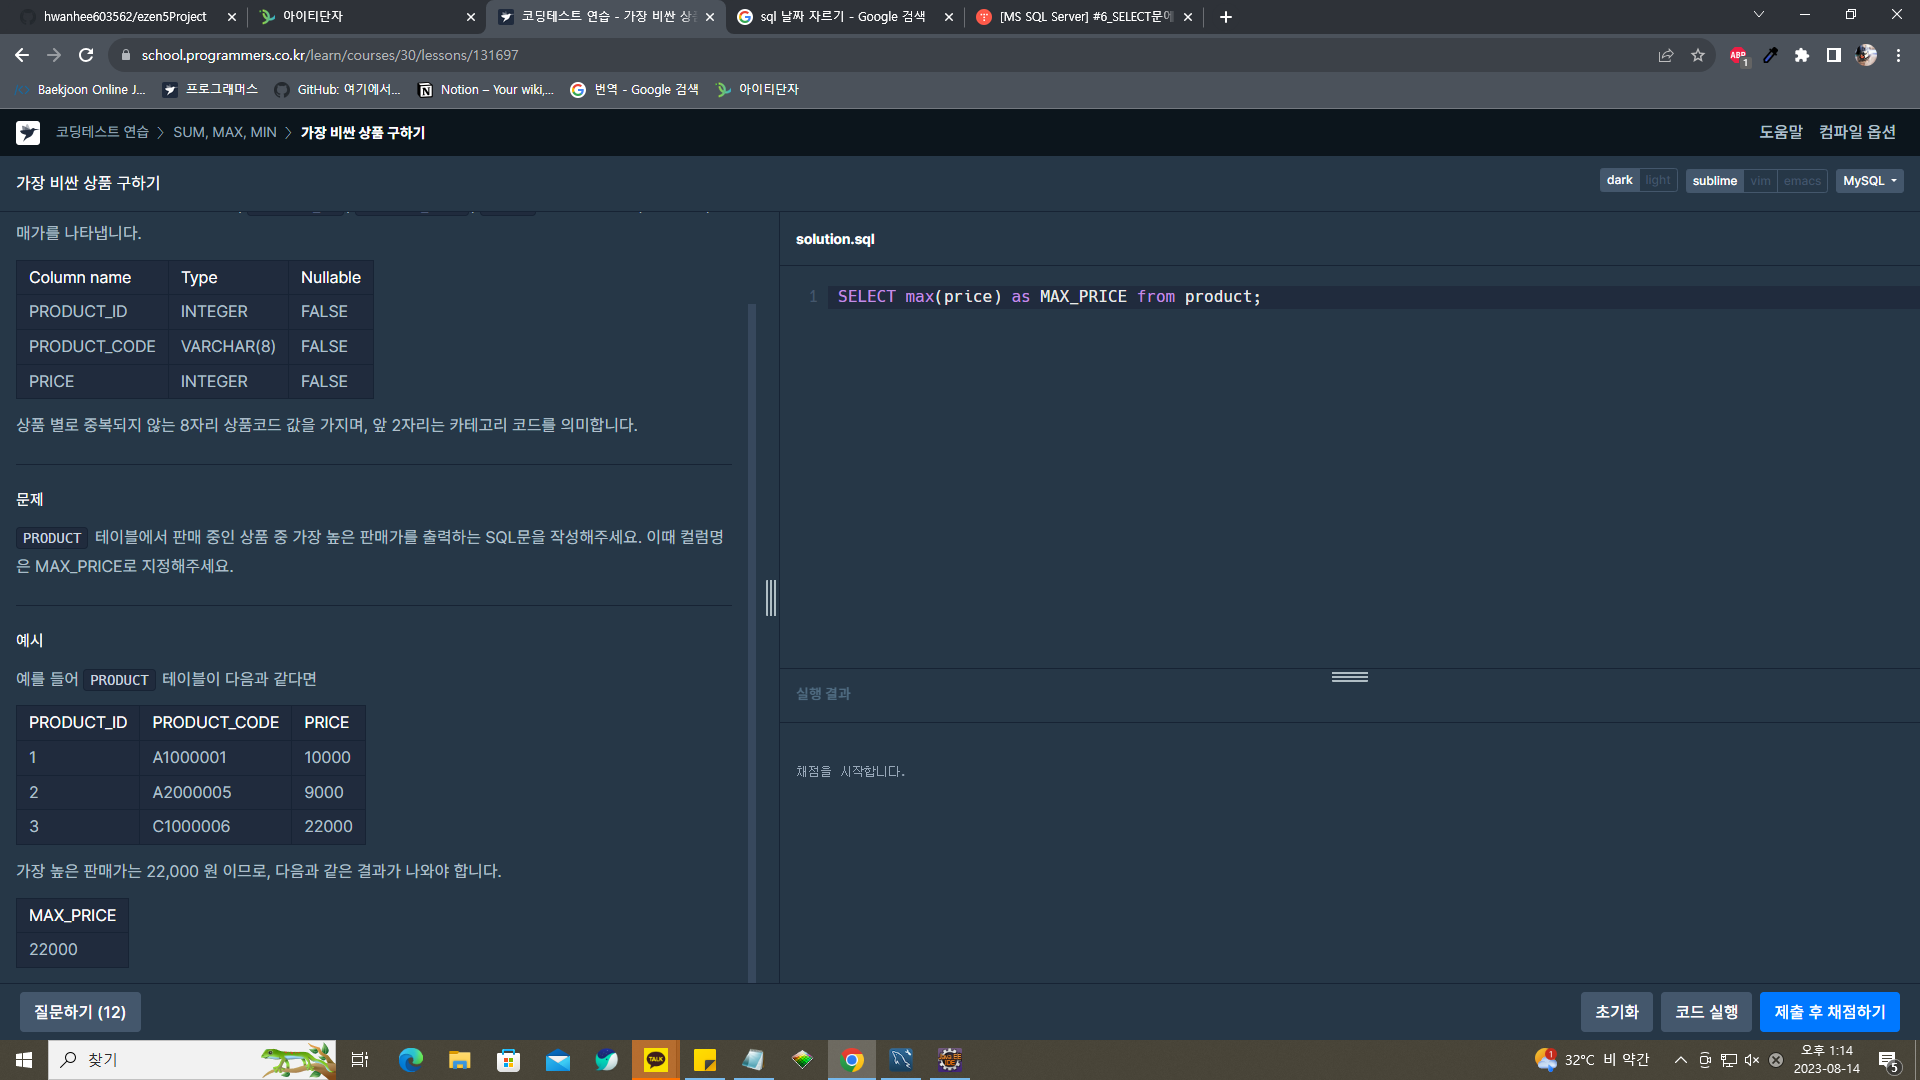 hwanhee603562/ezen5Project
아이티단자
코딩테스트 연습 - 가장 비싼 상
sql 날짜 자르기 - Google 검색
[MS SQL Server] #6_SELECT문에
school.programmers.co.kr/learn/courses/30/lessons/131697
ABP
1
Baekjoon Online J...
프로그래머스
GitHub: 여기에서...
Notion – Your wiki,...
번역 - Google 검색
아이티단자
코딩테스트 연습
SUM, MAX, MIN
가장 비싼 상품 구하기
도움말
컴파일 옵션
가장 비싼 상품 구하기
dark light
sublime vim emacs
MySQL
매가를 나타냅니다.
Column name Type Nullable
PRODUCT_ID INTEGER FALSE
PRODUCT_CODE VARCHAR(8) FALSE
PRICE INTEGER FALSE
상품 별로 중복되지 않는 8자리 상품코드 값을 가지며, 앞 2자리는 카테고리 코드를 의미합니다.
문제
PRODUCT 테이블에서 판매 중인 상품 중 가장 높은 판매가를 출력하는 SQL문을 작성해주세요. 이때 컬럼명
은 MAX_PRICE로 지정해주세요.
예시
예를 들어 PRODUCT 테이블이 다음과 같다면
PRODUCT_ID PRODUCT_CODE PRICE
1 A1000001 10000
2 A2000005 9000
3 C1000006 22000
가장 높은 판매가는 22,000 원 이므로, 다음과 같은 결과가 나와야 합니다.
MAX_PRICE
22000
solution.sql
1 SELECT max(price) as MAX_PRICE from product;
실행 결과
채점을 시작합니다.
질문하기 (12)
초기화
코드 실행
제출 후 채점하기
찾기
TALK
1
32°C 비 약간
오후 1:14
2023-08-14
5